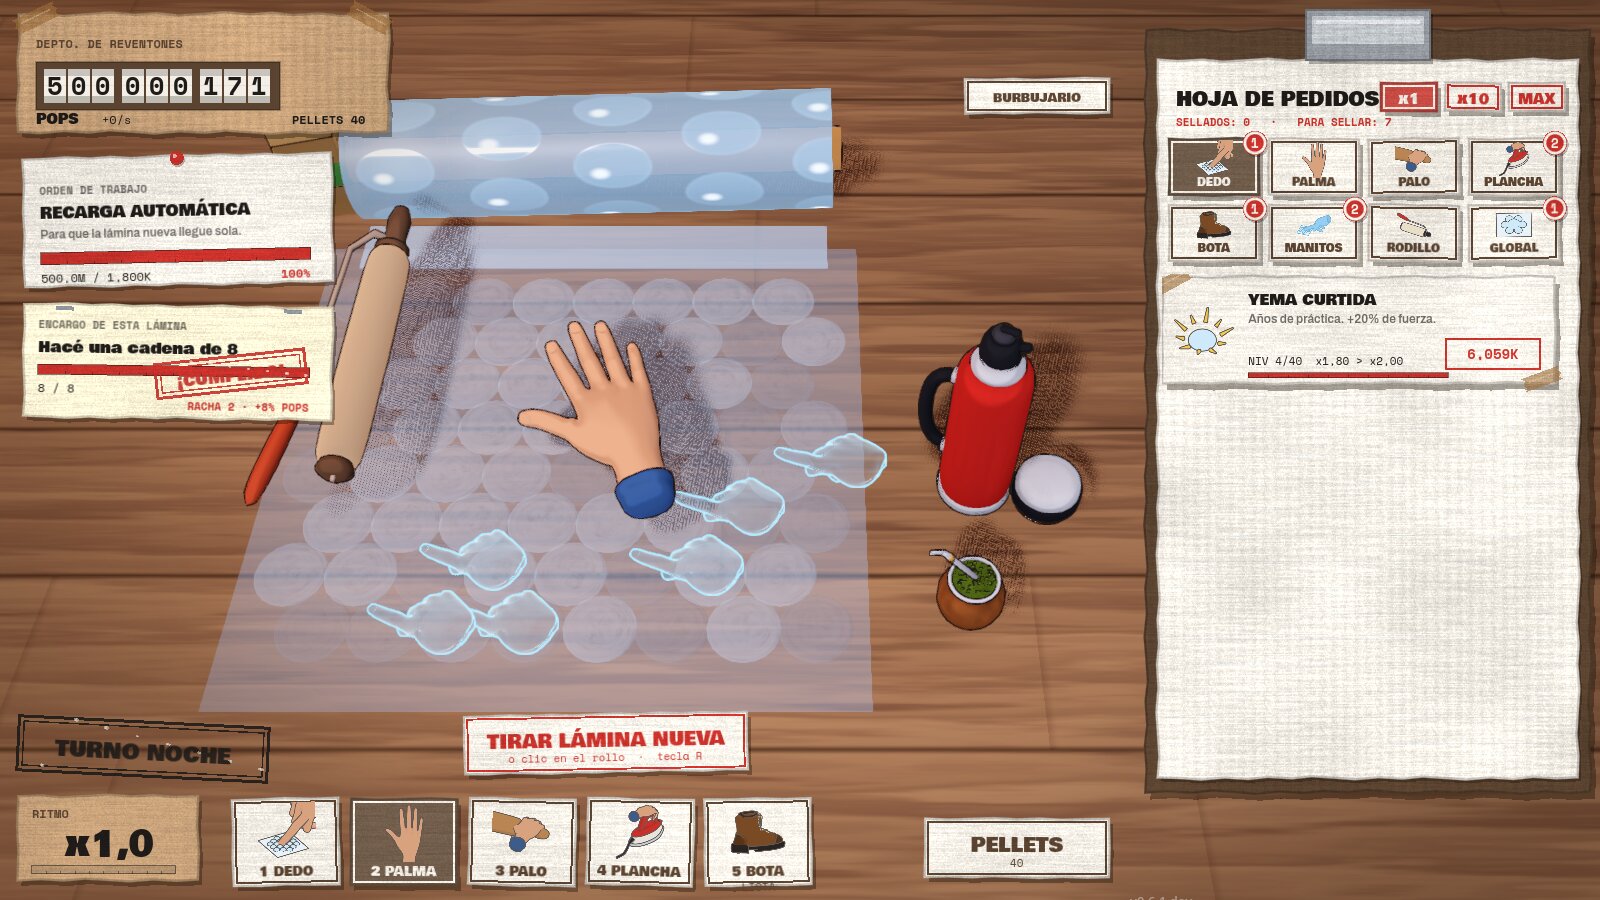 DEPTO. DE REVENTONES
500 000 171
POPS +0/s PELLETS 40
ORDEN DE TRABAJO
RECARGA AUTOMÁTICA
Para que la lámina nueva llegue sola.
500.0M / 1.800K 100%
ENCARGO DE ESTA LÁMINA
Hacé una cadena de 8
8 / 8
RACHA 2 · +8% POPS
BURBUJARIO
HOJA DE PEDIDOS x1 x10 MAX
SELLADOS: 0 · PARA SELLAR: 7
1 2
DEDO PALMA PALO PLANCHA
1 2 1
BOTA MANITOS RODILLO GLOBAL
YEMA CURTIDA
Años de práctica. +20% de fuerza.
NIV 4/40 x1,80 > x2,00
6.059K
TURNO NOCHE
TIRAR LÁMINA NUEVA
o clic en el rollo · tecla R
RITMO
x1,0
1 DEDO 2 PALMA 3 PALO 4 PLANCHA 5 BOTA
PELLETS
40